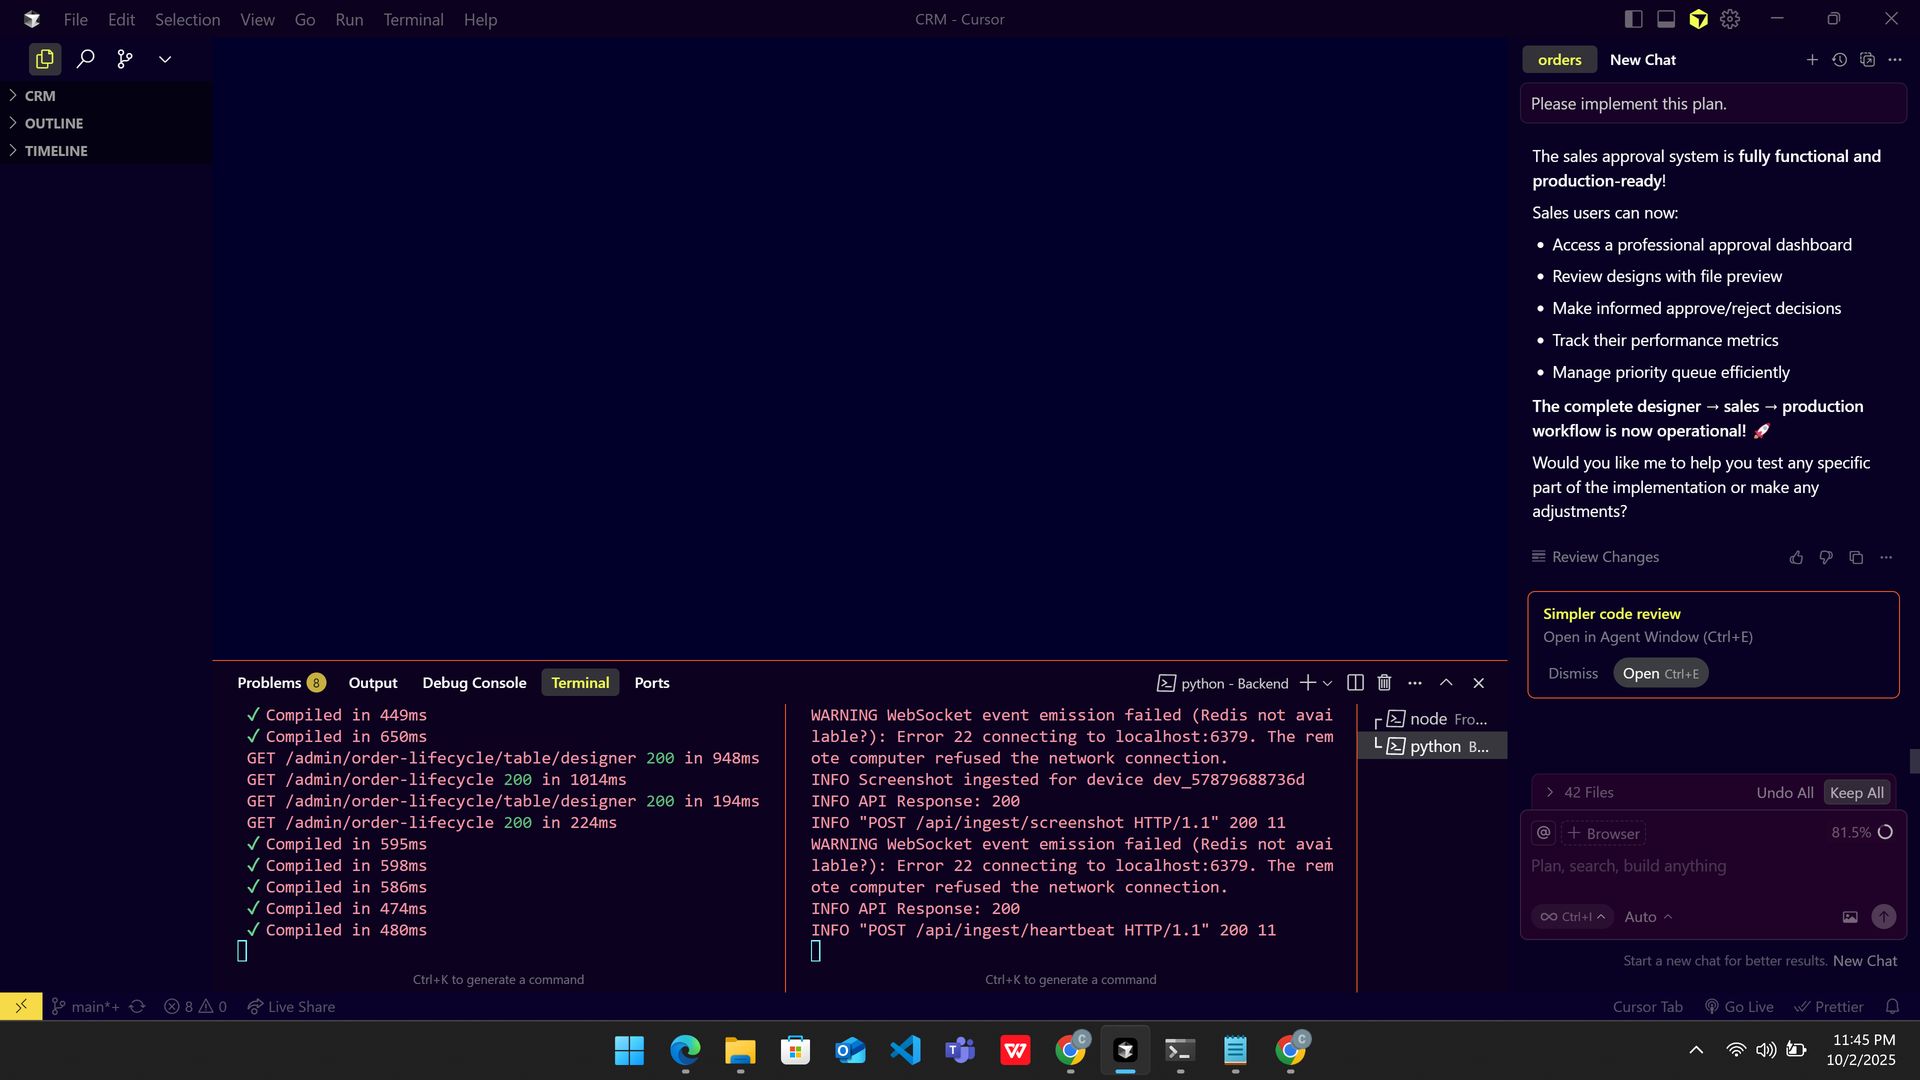 File Edit Selection View Go Run Terminal Help
CRM - Cursor
CRM
OUTLINE
TIMELINE
orders New Chat
Please implement this plan.
The sales approval system is fully functional and
production-ready!
Sales users can now:
• Access a professional approval dashboard
• Review designs with file preview
• Make informed approve/reject decisions
• Track their performance metrics
• Manage priority queue efficiently
The complete designer → sales → production
workflow is now operational! 🚀
Would you like me to help you test any specific
part of the implementation or make any
adjustments?
Review Changes
Simpler code review
Open in Agent Window (Ctrl+E)
Dismiss Open Ctrl+E
42 Files Undo All Keep All
@ + Browser 81.5%
Plan, search, build anything
∞ Ctrl+I Auto
Start a new chat for better results. New Chat
Problems 8 Output Debug Console Terminal Ports
python - Backend
✓ Compiled in 449ms
✓ Compiled in 650ms
GET /admin/order-lifecycle/table/designer 200 in 948ms
GET /admin/order-lifecycle 200 in 1014ms
GET /admin/order-lifecycle/table/designer 200 in 194ms
GET /admin/order-lifecycle 200 in 224ms
✓ Compiled in 595ms
✓ Compiled in 598ms
✓ Compiled in 586ms
✓ Compiled in 474ms
✓ Compiled in 480ms
Ctrl+K to generate a command
WARNING WebSocket event emission failed (Redis not avai
lable?): Error 22 connecting to localhost:6379. The rem
ote computer refused the network connection.
INFO Screenshot ingested for device dev_57879688736d
INFO API Response: 200
INFO "POST /api/ingest/screenshot HTTP/1.1" 200 11
WARNING WebSocket event emission failed (Redis not avai
lable?): Error 22 connecting to localhost:6379. The rem
ote computer refused the network connection.
INFO API Response: 200
INFO "POST /api/ingest/heartbeat HTTP/1.1" 200 11
Ctrl+K to generate a command
node Fro...
python B...
main*+ 8 0 Live Share
Cursor Tab Go Live Prettier
11:45 PM
10/2/2025